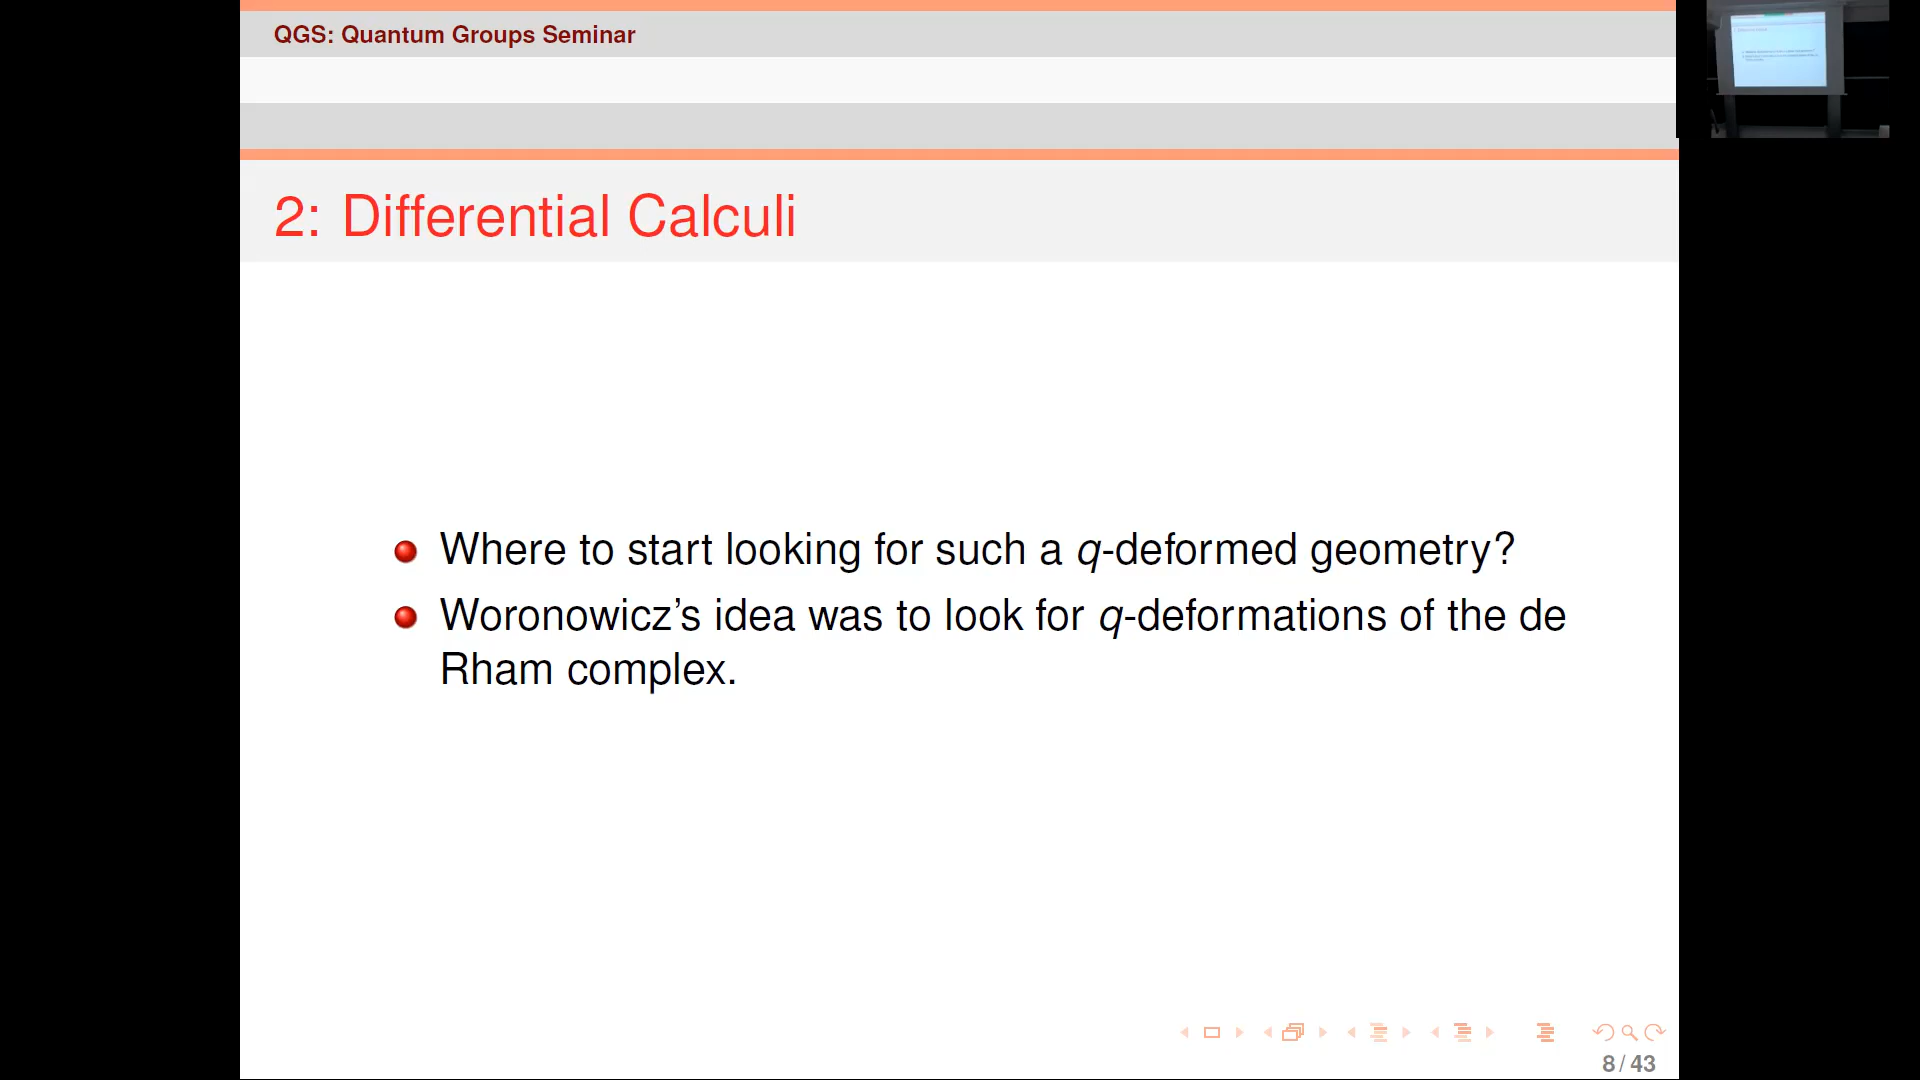 QGS: Quantum Groups Seminar
2: Differential Calculi
Where to start looking for such a q-deformed geometry?
Woronowicz's idea was to look for q-deformations of the de
Rham complex.
8 / 43